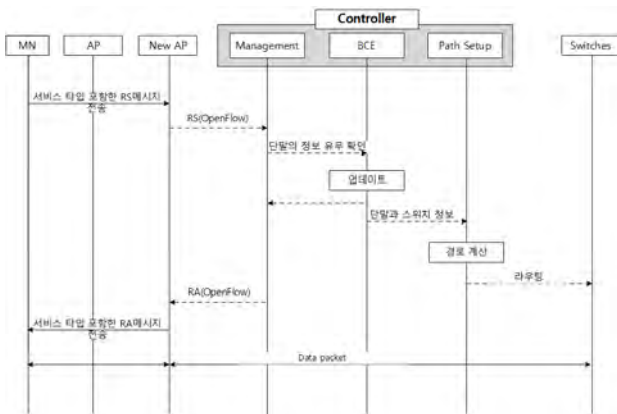 Controller
MN
AP
New AP
Management
BCE
Path Setup
Switches
서비스 타입 포함한 RS메시지
전송
RS(OpenFlow)
단말의 정보 유무 확인
업데이트
단말과 스위치 정보
경로 계산
라우팅
RA(OpenFlow)
서비스 타입 포함한 RA메시지
전송
Data packet